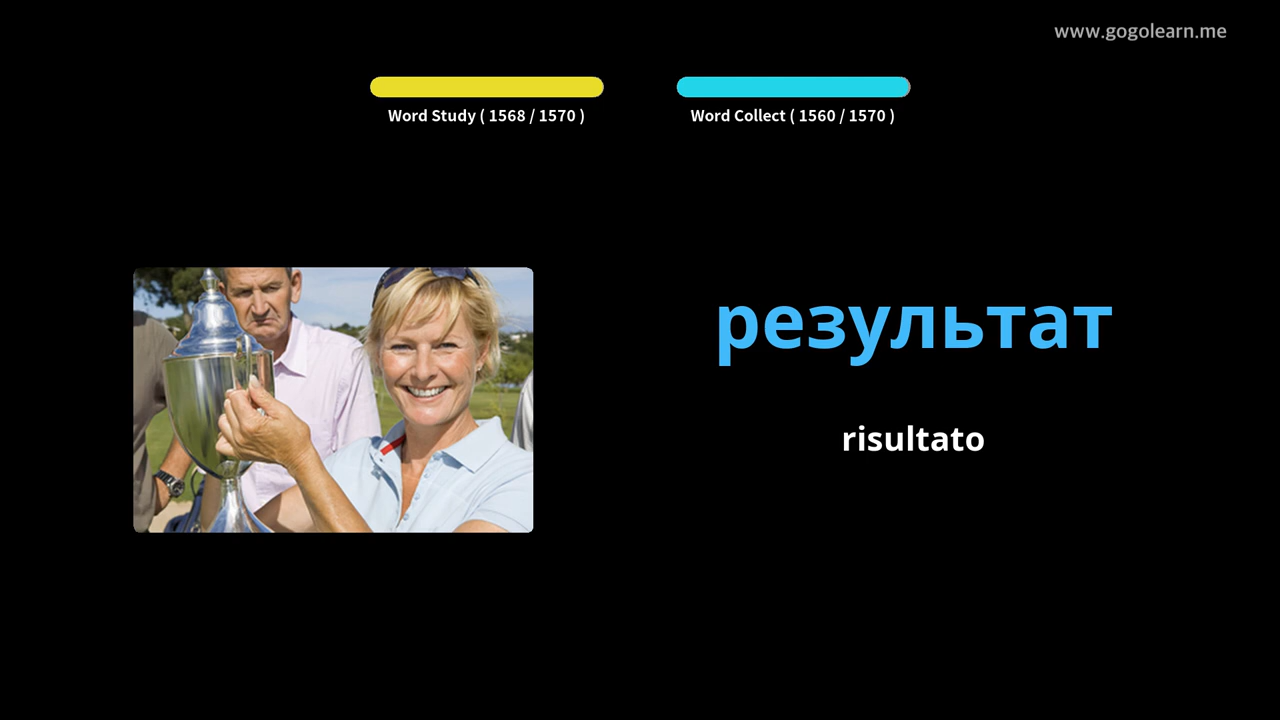 www.gogolearn.me
Word Study ( 1568 / 1570 )
Word Collect ( 1560 / 1570 )
результат
risultato